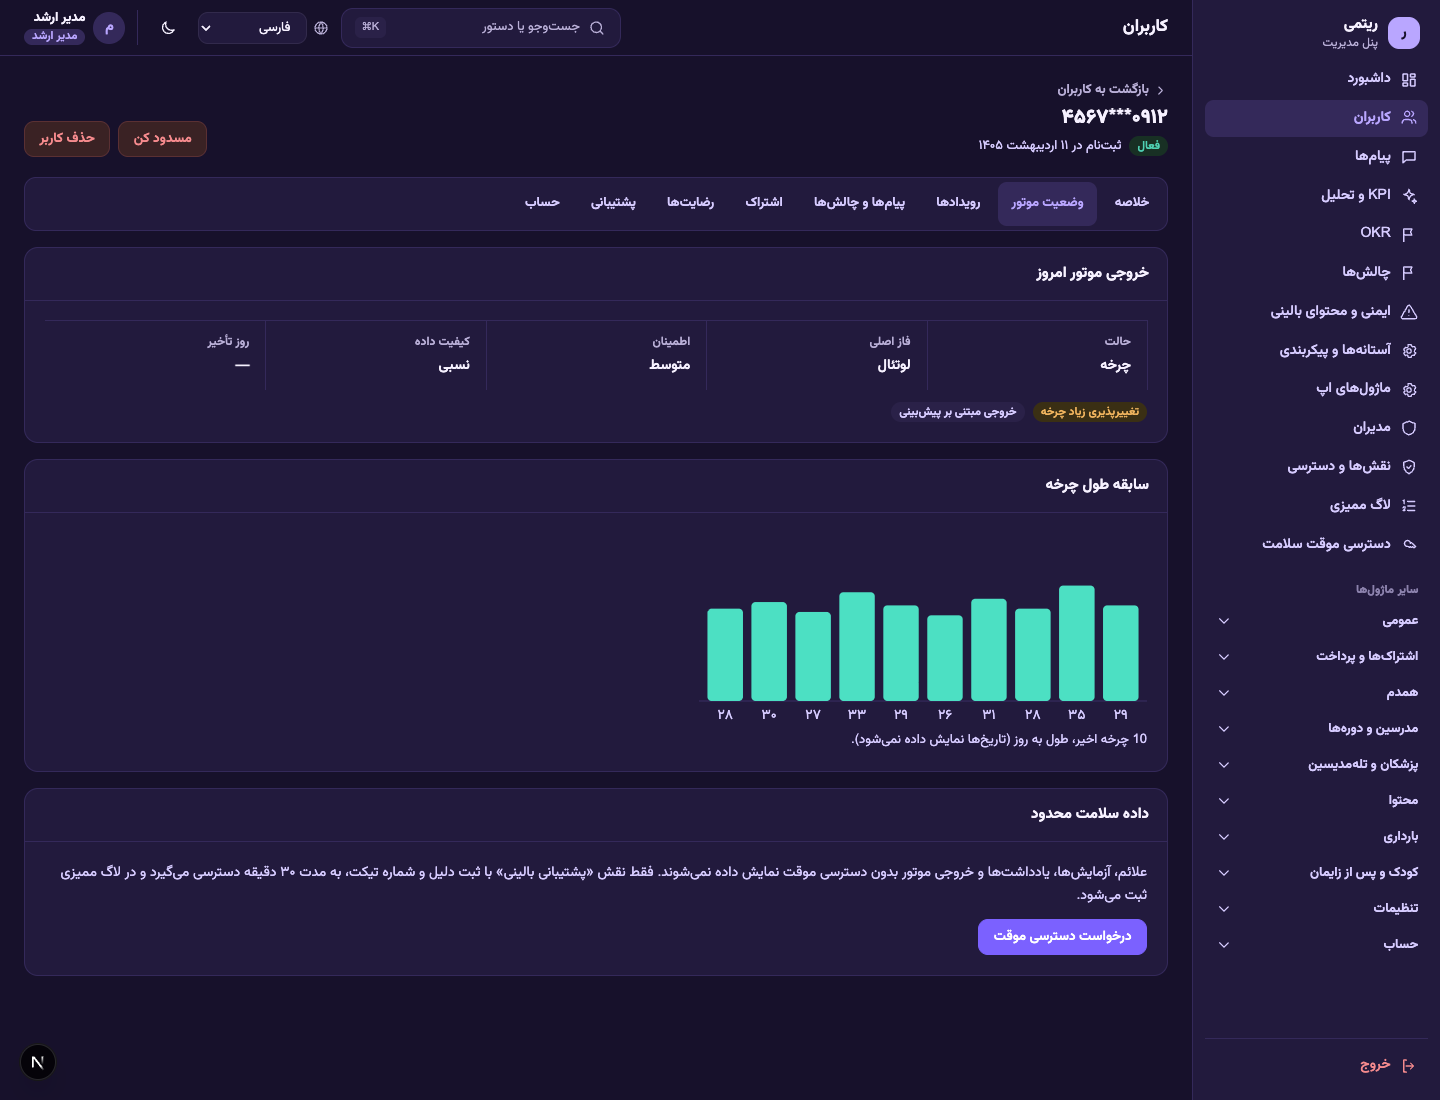 ر
ریتمی
پنل مدیریت
داشبورد
کاربران
پیام‌ها
KPI و تحلیل
OKR
چالش‌ها
ایمنی و محتوای بالینی
آستانه‌ها و پیکربندی
ماژول‌های اپ
مدیران
نقش‌ها و دسترسی
لاگ ممیزی
دسترسی موقت سلامت
سایر ماژول‌ها
عمومی
اشتراک‌ها و پرداخت
همدم
مدرسین و دوره‌ها
پزشکان و تله‌مدیسین
محتوا
بارداری
کودک و پس از زایمان
تنظیمات
حساب
خروج
کاربران
جست‌وجو یا دستور
⌘K
فارسی
م
مدیر ارشد
مدیر ارشد
بازگشت به کاربران
۰۹۱۲***۴۵۶۷
فعال ثبت‌نام در ۱۱ اردیبهشت ۱۴۰۵
مسدود کن
حذف کاربر
خلاصه وضعیت موتور رویدادها پیام‌ها و چالش‌ها اشتراک رضایت‌ها پشتیبانی حساب
خروجی موتور امروز
حالت فاز اصلی اطمینان کیفیت داده روز تأخیر
چرخه لوتئال متوسط نسبی —
تغییرپذیری زیاد چرخه خروجی مبتنی بر پیش‌بینی
سابقه طول چرخه
۲۹ ۳۵ ۲۸ ۳۱ ۲۶ ۲۹ ۳۳ ۲۷ ۳۰ ۲۸
10 چرخه اخیر، طول به روز (تاریخ‌ها نمایش داده نمی‌شود).
داده سلامت محدود
علائم، آزمایش‌ها، یادداشت‌ها و خروجی موتور بدون دسترسی موقت نمایش داده نمی‌شوند. فقط نقش «پشتیبانی بالینی» با ثبت دلیل و شماره تیکت، به مدت ۳۰ دقیقه دسترسی می‌گیرد و در لاگ ممیزی
ثبت می‌شود.
درخواست دسترسی موقت
N